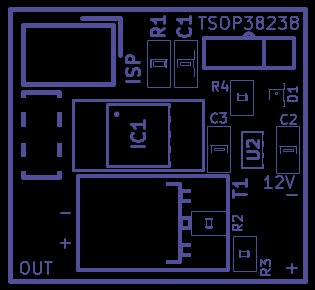 R1
C1
TSOP38238
ISP
R4
D1
IC1
C3
U2
C2
T1
12V
−
−
R2
+
OUT
R3
+